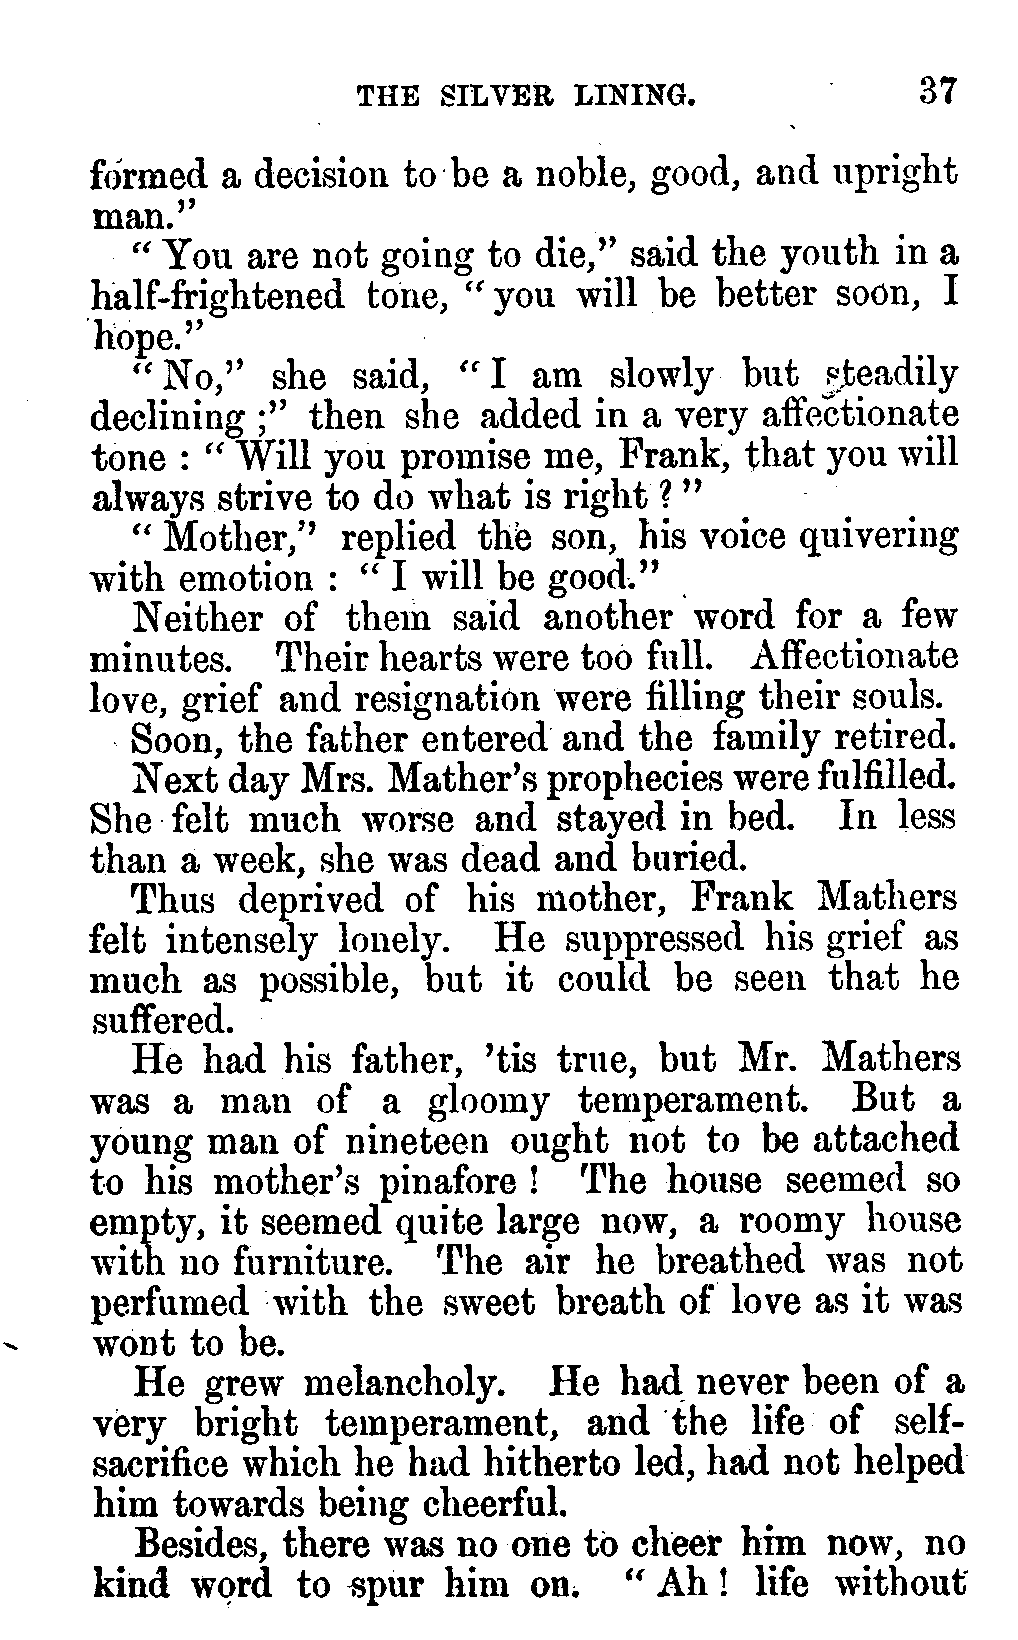 THE SILVER LINING. 37
formed a decision to be a noble, good, and upright
man."
" You are not going to die," said the youth in a
half-frightened tone, " you will be better soon, I
hope."
" No," she said, " I am slowly but steadily
declining ;" then she added in a very affectionate
tone : " Will you promise me, Frank, that you will
always strive to do what is right ? "
" Mother," replied the son, his voice quivering
with emotion : " I will be good."
Neither of them said another word for a few
minutes. Their hearts were too full. Affectionate
love, grief and resignation were filling their souls.
Soon, the father entered and the family retired.
Next day Mrs. Mather's prophecies were fulfilled.
She felt much worse and stayed in bed. In less
than a week, she was dead and buried.
Thus deprived of his mother, Frank Mathers
felt intensely lonely. He suppressed his grief as
much as possible, but it could be seen that he
suffered.
He had his father, 'tis true, but Mr. Mathers
was a man of a gloomy temperament. But a
young man of nineteen ought not to be attached
to his mother's pinafore ! The house seemed so
empty, it seemed quite large now, a roomy house
with no furniture. The air he breathed was not
perfumed with the sweet breath of love as it was
wont to be.
He grew melancholy. He had never been of a
very bright temperament, and the life of self-
sacrifice which he had hitherto led, had not helped
him towards being cheerful.
Besides, there was no one to cheer him now, no
kind word to spur him on. " Ah ! life without